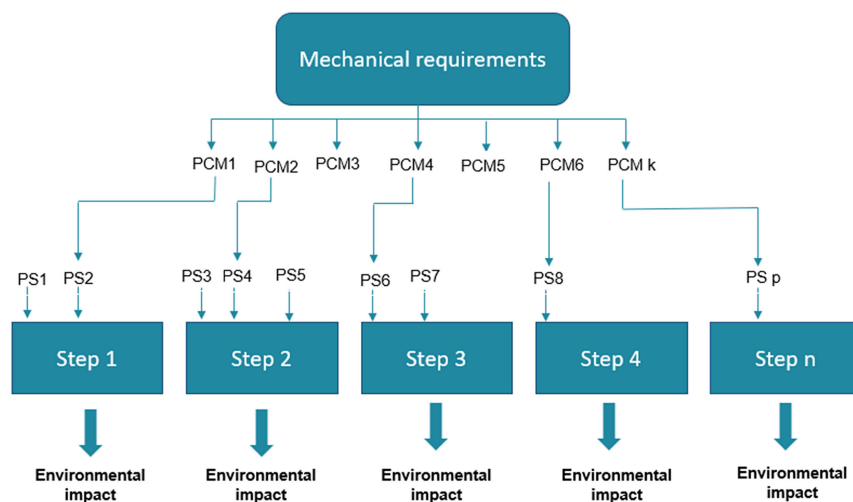 Mechanical requirements
PCM1 PCM2 PCM3 PCM4 PCM5 PCM6 PCM k
PS1 PS2 PS3 PS4 PS5 PS6 PS7 PS8 PS p
Step 1 Step 2 Step 3 Step 4 Step n
Environmental Environmental Environmental Environmental Environmental
impact impact impact impact impact